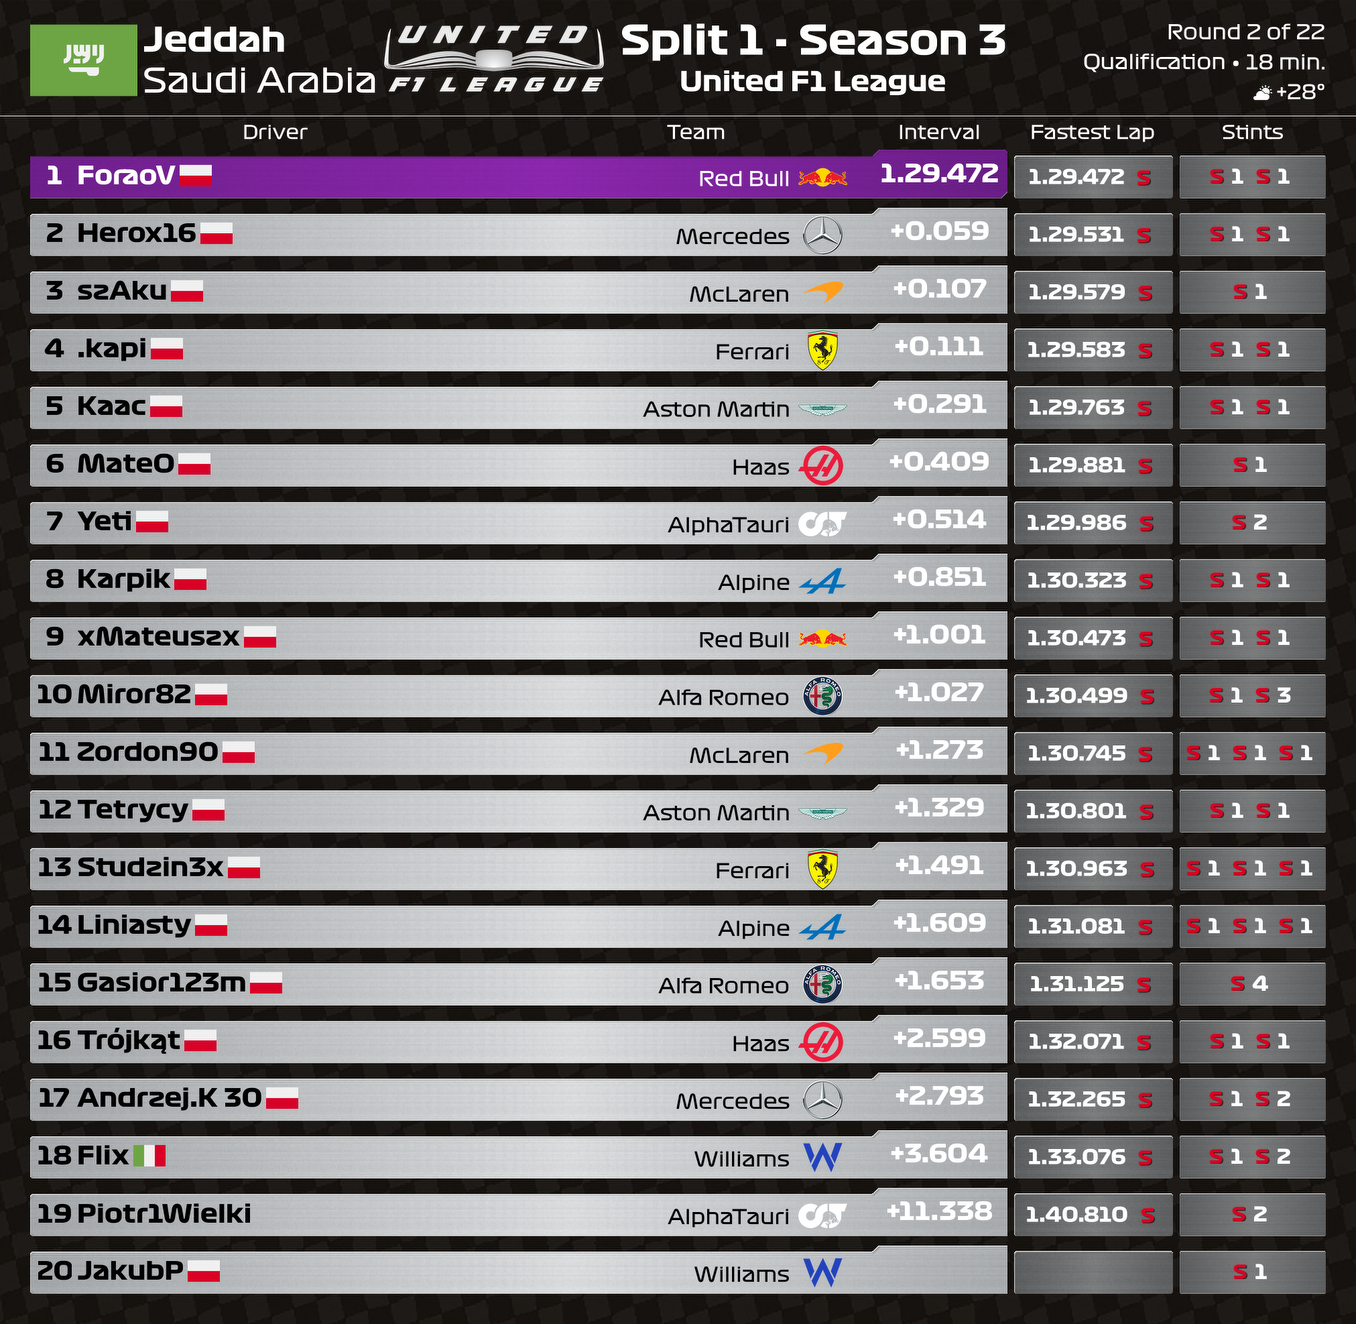 Jeddah
Saudi Arabia
UNITED
F1 LEAGUE
Split 1 - Season 3
United F1 League
Round 2 of 22
Qualification • 18 min.
+28°
Driver Team Interval Fastest Lap Stints
1 ForaoV Red Bull 1.29.472 1.29.472 S S 1 S 1
2 Herox16 Mercedes +0.059 1.29.531 S S 1 S 1
3 szAku McLaren +0.107 1.29.579 S S 1
4 .kapi Ferrari +0.111 1.29.583 S S 1 S 1
5 Kaac Aston Martin +0.291 1.29.763 S S 1 S 1
6 MateO Haas +0.409 1.29.881 S S 1
7 Yeti AlphaTauri +0.514 1.29.986 S S 2
8 Karpik Alpine +0.851 1.30.323 S S 1 S 1
9 xMateuszx Red Bull +1.001 1.30.473 S S 1 S 1
10 Miror82 Alfa Romeo +1.027 1.30.499 S S 1 S 3
11 Zordon90 McLaren +1.273 1.30.745 S S 1 S 1 S 1
12 Tetrycy Aston Martin +1.329 1.30.801 S S 1 S 1
13 Studzin3x Ferrari +1.491 1.30.963 S S 1 S 1 S 1
14 Liniasty Alpine +1.609 1.31.081 S S 1 S 1 S 1
15 Gasior123m Alfa Romeo +1.653 1.31.125 S S 4
16 Trójkąt Haas +2.599 1.32.071 S S 1 S 1
17 Andrzej.K 30 Mercedes +2.793 1.32.265 S S 1 S 2
18 Flix Williams +3.604 1.33.076 S S 1 S 2
19 Piotr1Wielki AlphaTauri +11.338 1.40.810 S S 2
20 JakubP Williams S 1